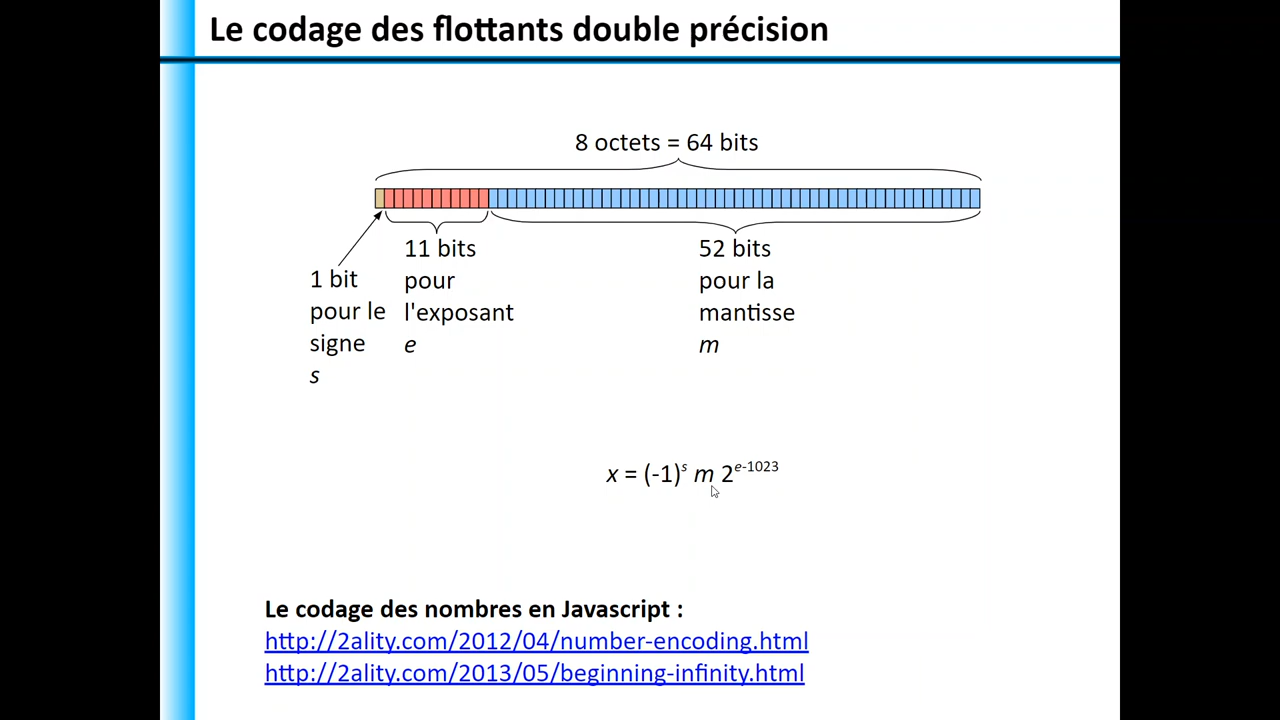 Le codage des flottants double précision
8 octets = 64 bits
1 bit
pour le
signe
s
11 bits
pour
l'exposant
e
52 bits
pour la
mantisse
m
x = (-1)^s m 2^e-1023
Le codage des nombres en Javascript :
http://2ality.com/2012/04/number-encoding.html
http://2ality.com/2013/05/beginning-infinity.html